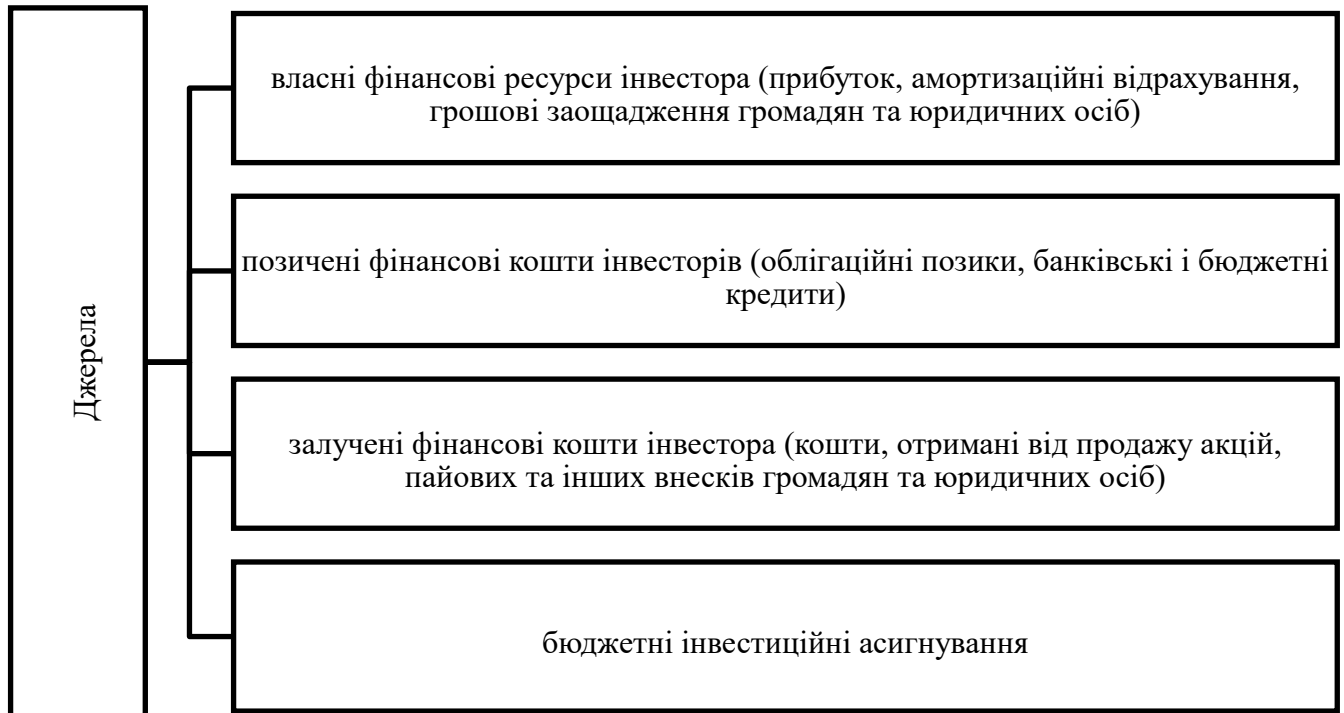 Джерела
власні фінансові ресурси інвестора (прибуток, амортизаційні відрахування,
грошові заощадження громадян та юридичних осіб)
позичені фінансові кошти інвесторів (облігаційні позики, банківські і бюджетні
кредити)
залучені фінансові кошти інвестора (кошти, отримані від продажу акцій,
пайових та інших внесків громадян та юридичних осіб)
бюджетні інвестиційні асигнування